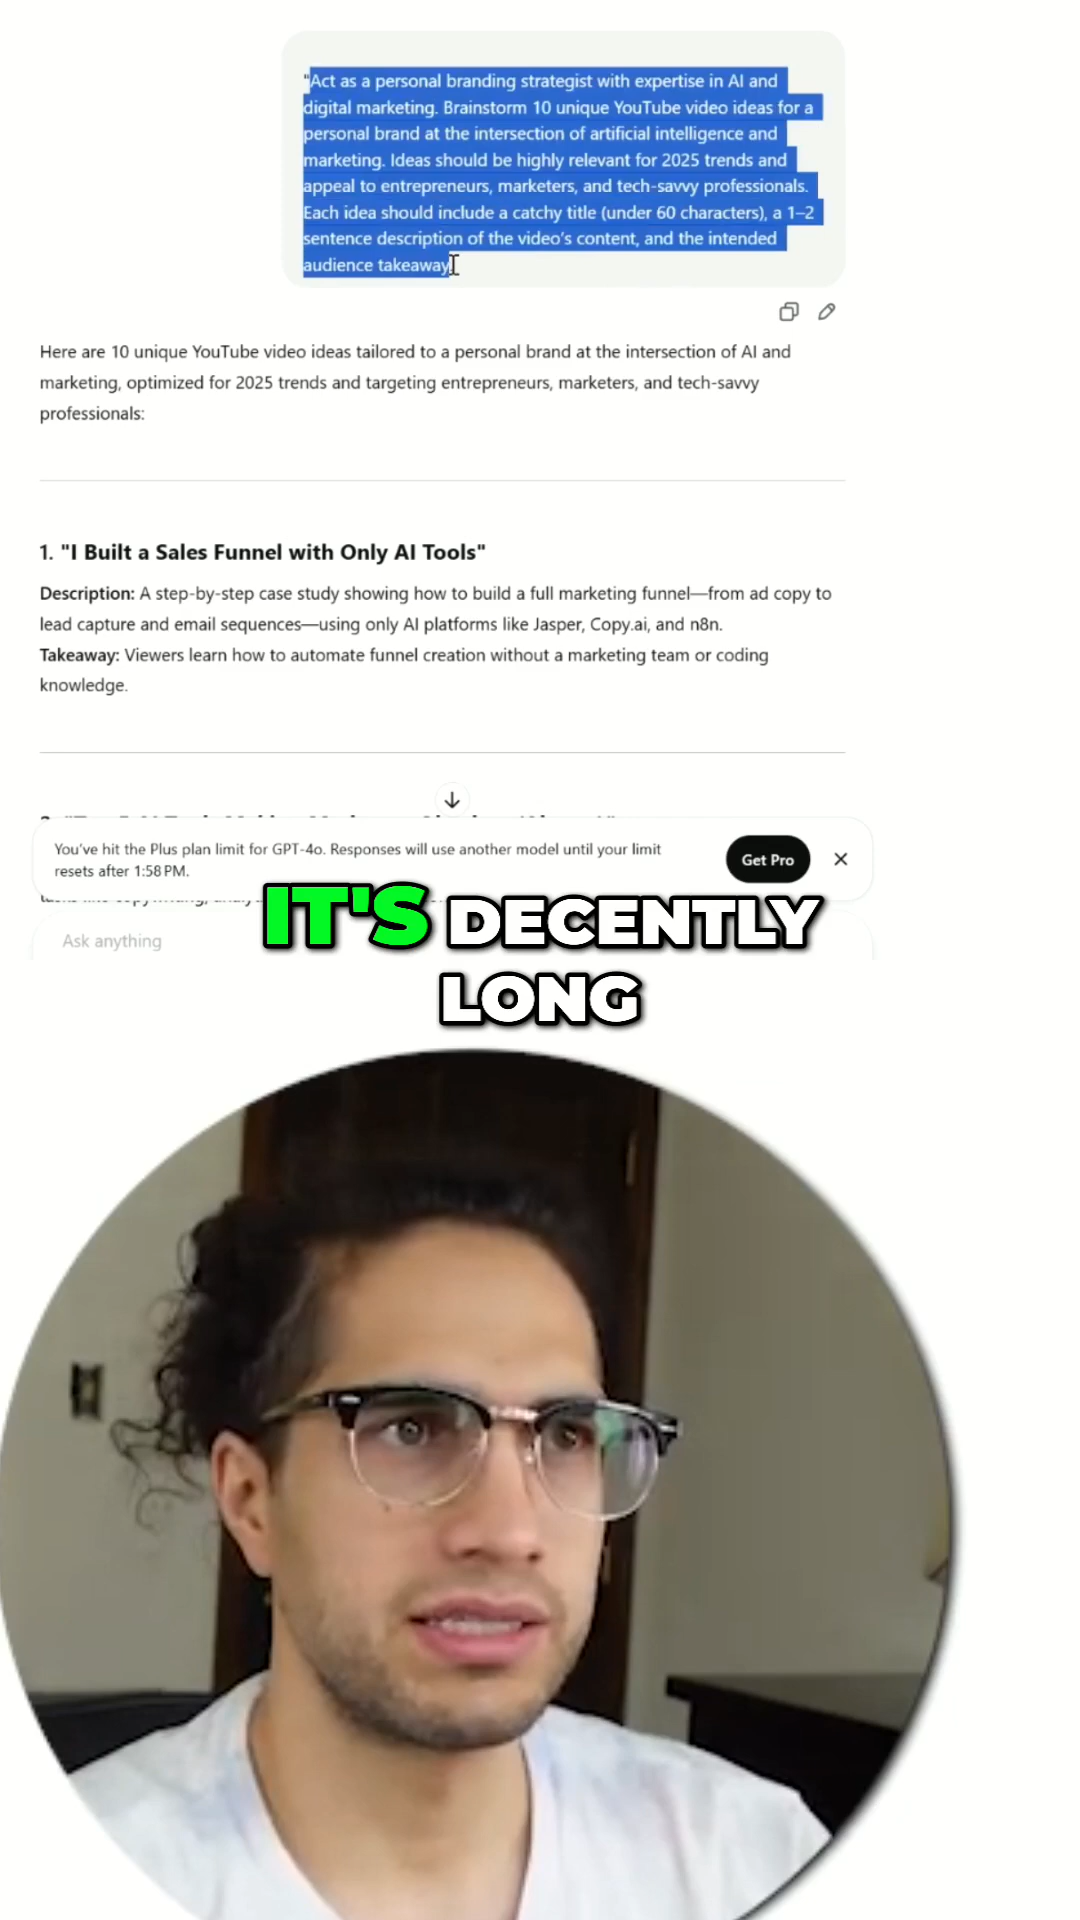 "Act as a personal branding strategist with expertise in AI and
digital marketing. Brainstorm 10 unique YouTube video ideas for a
personal brand at the intersection of artificial intelligence and
marketing. Ideas should be highly relevant for 2025 trends and
appeal to entrepreneurs, marketers, and tech-savvy professionals.
Each idea should include a catchy title (under 60 characters), a 1–2
sentence description of the video's content, and the intended
audience takeaway.
Here are 10 unique YouTube video ideas tailored to a personal brand at the intersection of AI and
marketing, optimized for 2025 trends and targeting entrepreneurs, marketers, and tech-savvy
professionals:
1. "I Built a Sales Funnel with Only AI Tools"
Description: A step-by-step case study showing how to build a full marketing funnel—from ad copy to
lead capture and email sequences—using only AI platforms like Jasper, Copy.ai, and n8n.
Takeaway: Viewers learn how to automate funnel creation without a marketing team or coding
knowledge.
You've hit the Plus plan limit for GPT-4o. Responses will use another model until your limit
resets after 1:58 PM.
Get Pro
IT'S DECENTLY
LONG
Ask anything